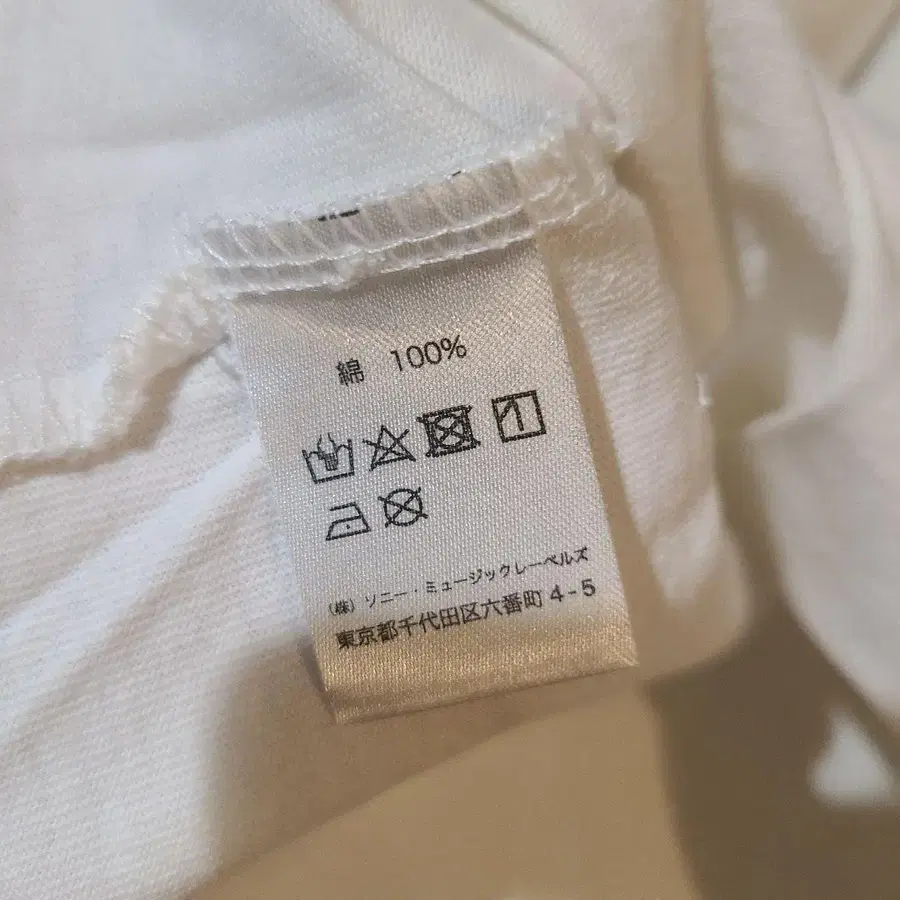 綿 100%
(株) ソニー・ミュージックレーベルズ
東京都千代田区六番町 4-5